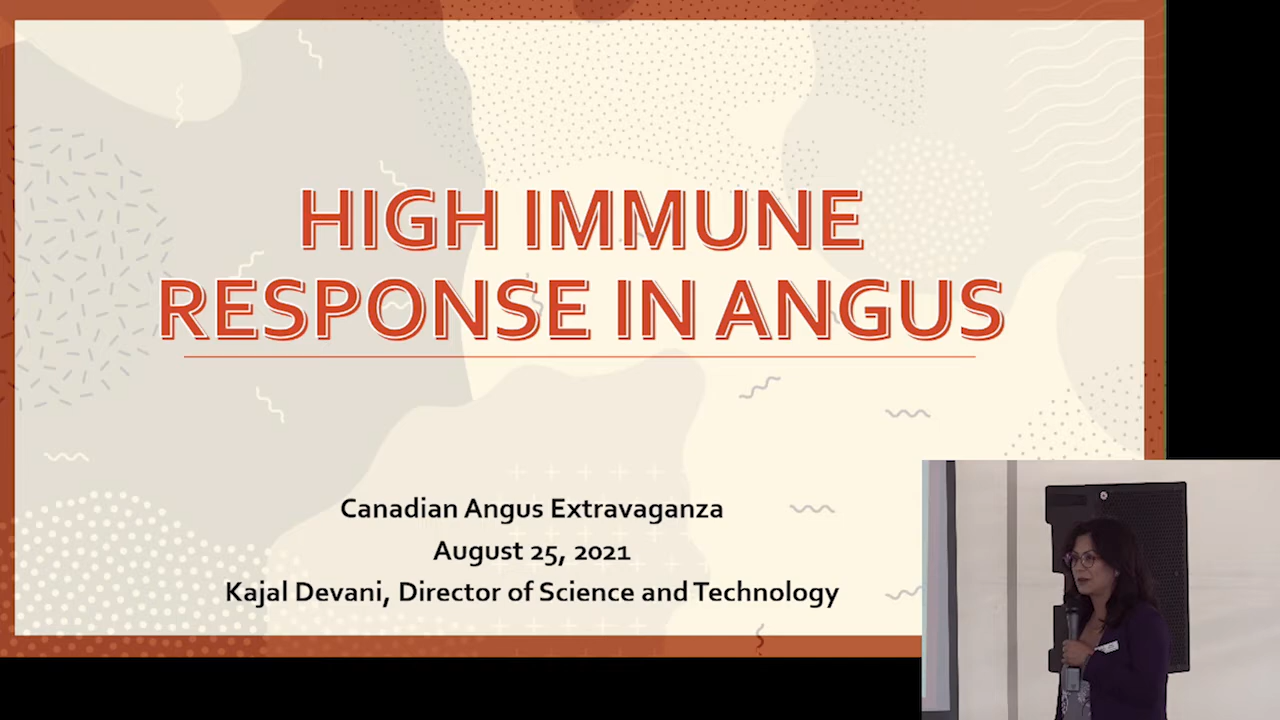 HIGH IMMUNE
RESPONSE IN ANGUS
Canadian Angus Extravaganza
August 25, 2021
Kajal Devani, Director of Science and Technology